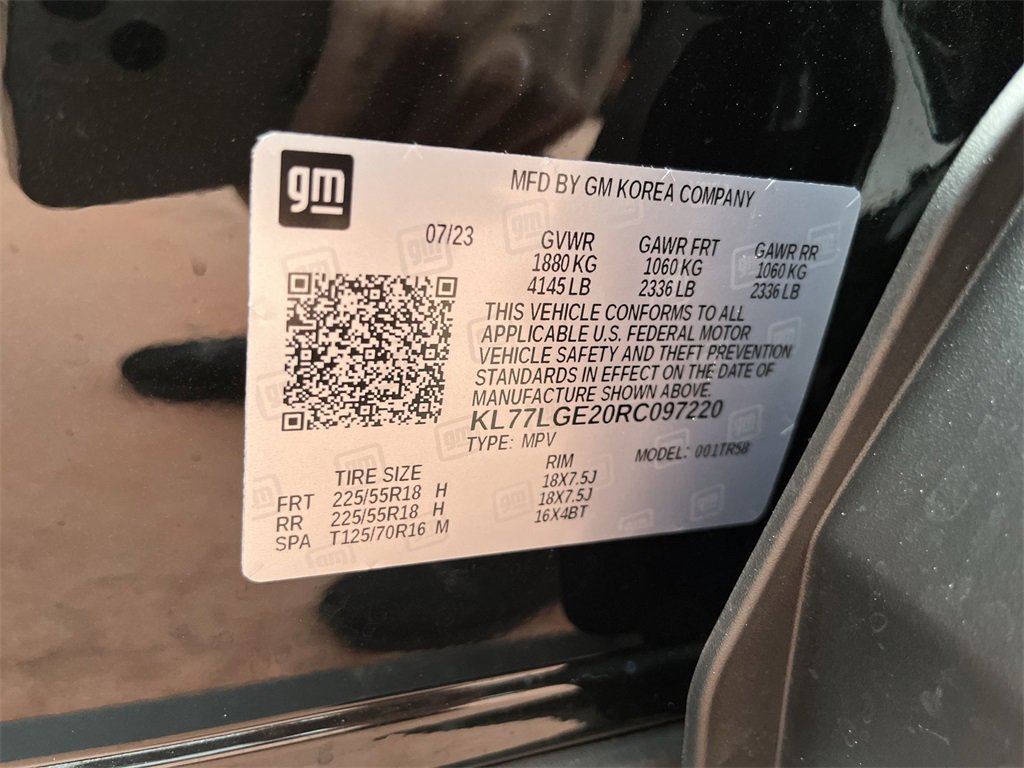 gm
MFD BY GM KOREA COMPANY
07/23
GVWR GAWR FRT GAWR RR
1880 KG 1060 KG 1060 KG
4145 LB 2336 LB 2336 LB
THIS VEHICLE CONFORMS TO ALL
APPLICABLE U.S. FEDERAL MOTOR
VEHICLE SAFETY AND THEFT PREVENTION
STANDARDS IN EFFECT ON THE DATE OF
MANUFACTURE SHOWN ABOVE.
KL77LGE20RC097220
TYPE: MPV MODEL: 001TR58
TIRE SIZE RIM
FRT 225/55R18 H 18X7.5J
RR 225/55R18 H 18X7.5J
SPA T125/70R16 M 16X4BT